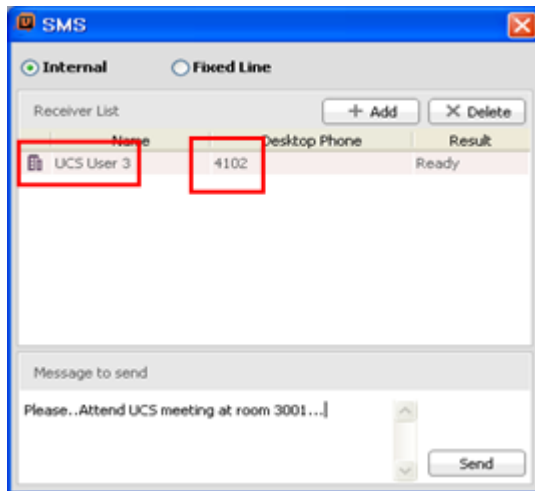 SMS
Internal Fixed Line
Receiver List + Add X Delete
Name Desktop Phone Result
UCS User 3 4102 Ready
Message to send
Please..Attend UCS meeting at room 3001...
Send